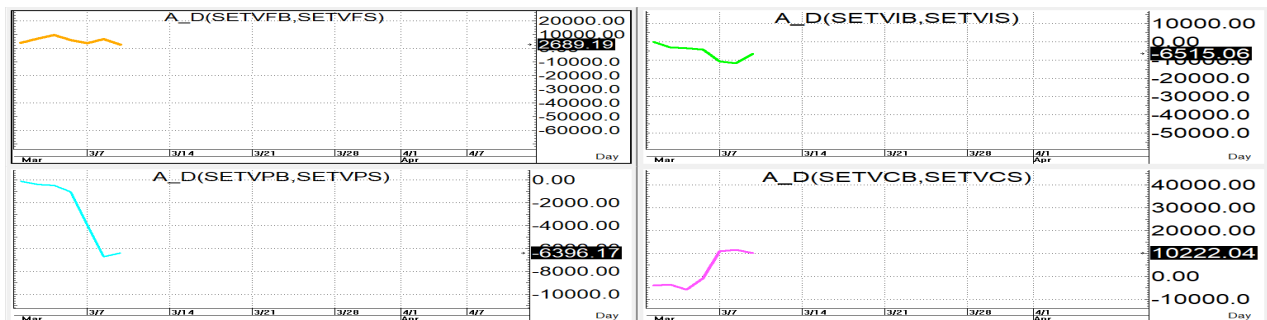 A_D(SETVFB,SETVFS)
20000.00
10000.00
2689.19
-10000.0
-20000.0
-30000.0
-40000.0
-50000.0
-60000.0
3/7 3/14 3/21 3/28 4/1 4/7
Mar Apr Day
A_D(SETVIB,SETVIS)
10000.00
0.00
-6515.06
-10000.0
-20000.0
-30000.0
-40000.0
-50000.0
3/7 3/14 3/21 3/28 4/1
Mar Apr Day
A_D(SETVPB,SETVPS)
0.00
-2000.00
-4000.00
-6000.00
-6396.17
-8000.00
-10000.0
3/7 3/14 3/21 3/28 4/1 4/7
Mar Apr Day
A_D(SETVCB,SETVCS)
40000.00
30000.00
20000.00
10222.04
0.00
-10000.0
3/7 3/14 3/21 3/28 4/1
Mar Apr Day